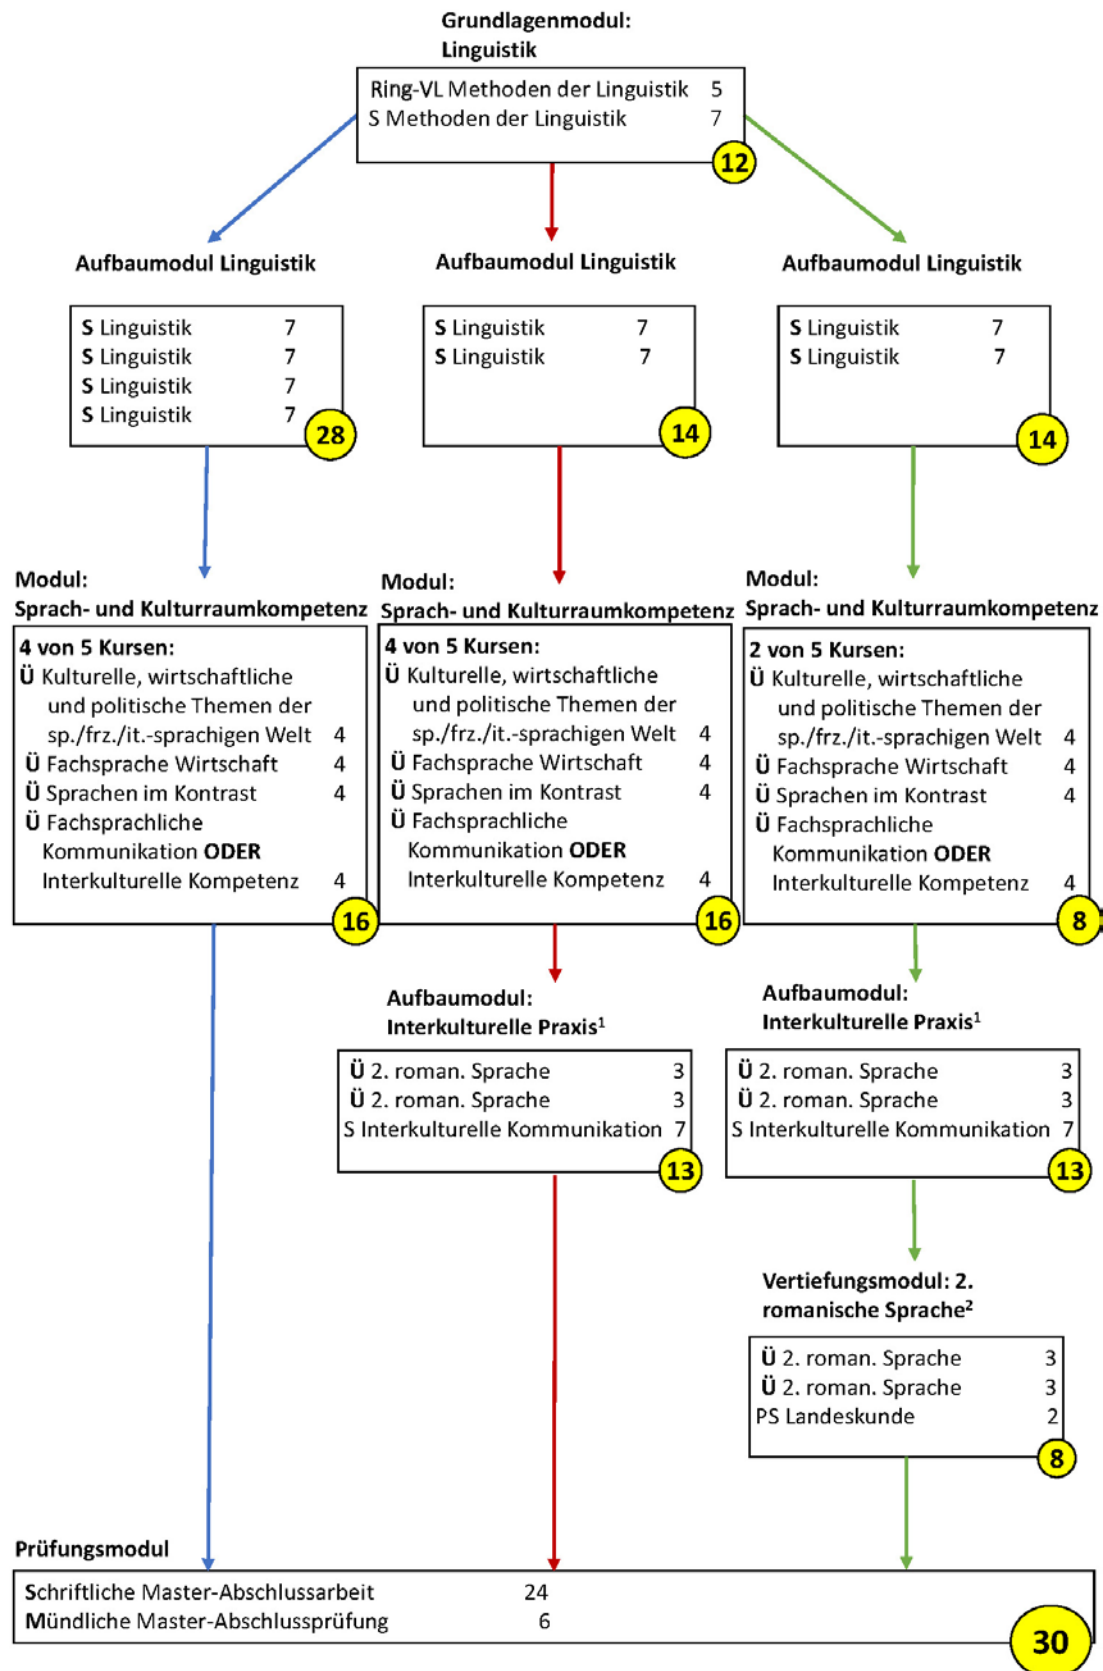 Grundlagenmodul:
Linguistik
Ring-VL Methoden der Linguistik 5
S Methoden der Linguistik 7
12
Aufbaumodul Linguistik
S Linguistik 7
S Linguistik 7
S Linguistik 7
S Linguistik 7
28
Aufbaumodul Linguistik
S Linguistik 7
S Linguistik 7
14
Aufbaumodul Linguistik
S Linguistik 7
S Linguistik 7
14
Modul:
Sprach- und Kulturraumkompetenz
4 von 5 Kursen:
Ü Kulturelle, wirtschaftliche
und politische Themen der
sp./frz./it.-sprachigen Welt 4
Ü Fachsprache Wirtschaft 4
Ü Sprachen im Kontrast 4
Ü Fachsprachliche
Kommunikation ODER
Interkulturelle Kompetenz 4
16
Modul:
Sprach- und Kulturraumkompetenz
4 von 5 Kursen:
Ü Kulturelle, wirtschaftliche
und politische Themen der
sp./frz./it.-sprachigen Welt 4
Ü Fachsprache Wirtschaft 4
Ü Sprachen im Kontrast 4
Ü Fachsprachliche
Kommunikation ODER
Interkulturelle Kompetenz 4
16
Modul:
Sprach- und Kulturraumkompetenz
2 von 5 Kursen:
Ü Kulturelle, wirtschaftliche
und politische Themen der
sp./frz./it.-sprachigen Welt 4
Ü Fachsprache Wirtschaft 4
Ü Sprachen im Kontrast 4
Ü Fachsprachliche
Kommunikation ODER
Interkulturelle Kompetenz 4
8
Aufbaumodul:
Interkulturelle Praxis¹
Ü 2. roman. Sprache 3
Ü 2. roman. Sprache 3
S Interkulturelle Kommunikation 7
13
Aufbaumodul:
Interkulturelle Praxis¹
Ü 2. roman. Sprache 3
Ü 2. roman. Sprache 3
S Interkulturelle Kommunikation 7
13
Vertiefungsmodul: 2.
romanische Sprache²
Ü 2. roman. Sprache 3
Ü 2. roman. Sprache 3
PS Landeskunde 2
8
Prüfungsmodul
Schriftliche Master-Abschlussarbeit 24
Mündliche Master-Abschlussprüfung 6
30